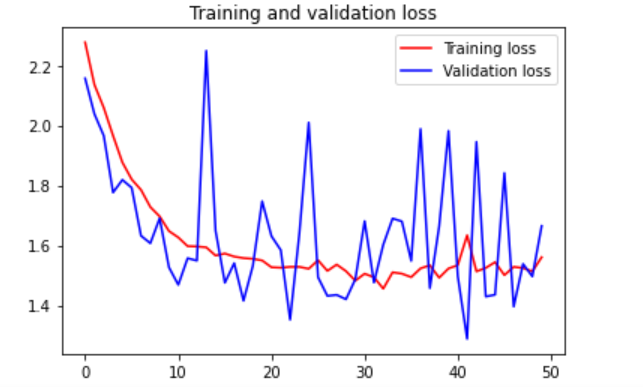 Training and validation loss
Training loss
Validation loss
2.2
2.0
1.8
1.6
1.4
0 10 20 30 40 50